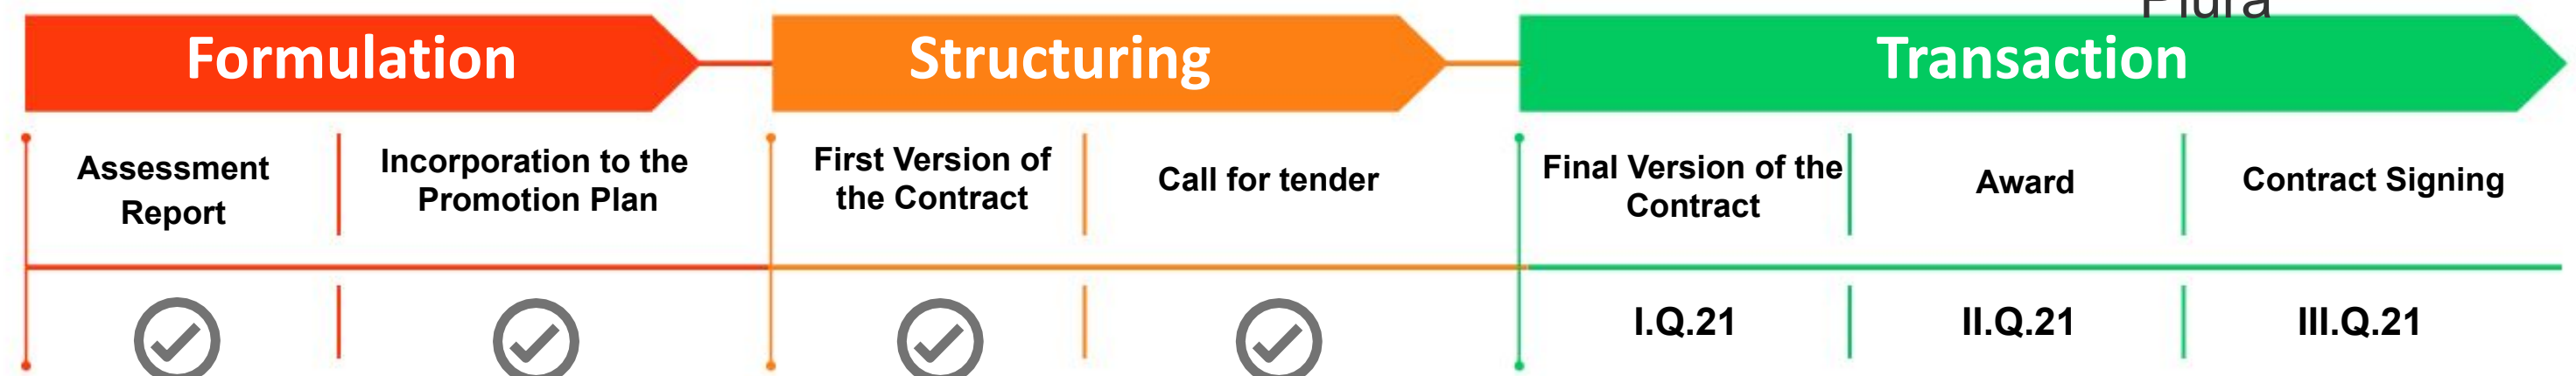 Piura
Formulation
Structuring
Transaction
Assessment
Report
Incorporation to the
Promotion Plan
First Version of
the Contract
Call for tender
Final Version of the
Contract
Award
Contract Signing
I.Q.21
II.Q.21
III.Q.21